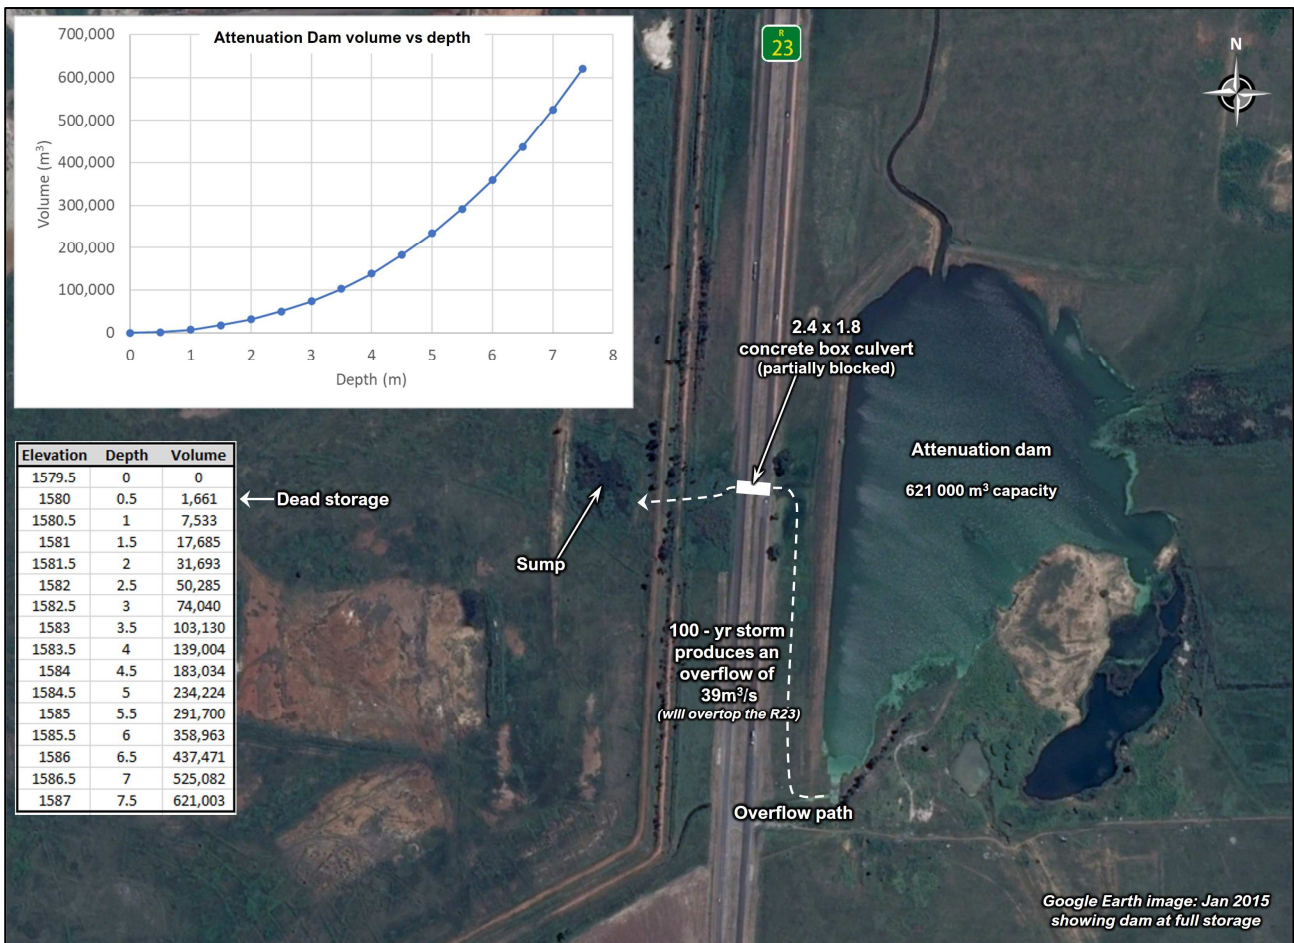 Attenuation Dam volume vs depth
700,000
600,000
500,000
400,000
300,000
200,000
100,000
0
Volume (m³)
0 1 2 3 4 5 6 7 8
Depth (m)
R
23
N
2.4 x 1.8
concrete box culvert
(partially blocked)
Attenuation dam
621 000 m³ capacity
Elevation Depth Volume
1579.5 0 0
1580 0.5 1,661
1580.5 1 7,533
1581 1.5 17,685
1581.5 2 31,693
1582 2.5 50,285
1582.5 3 74,040
1583 3.5 103,130
1583.5 4 139,004
1584 4.5 183,034
1584.5 5 234,224
1585 5.5 291,700
1585.5 6 358,963
1586 6.5 437,471
1586.5 7 525,082
1587 7.5 621,003
Dead storage
Sump
100 - yr storm
produces an
overflow of
39m³/s
(will overtop the R23)
Overflow path
Google Earth image: Jan 2015
showing dam at full storage